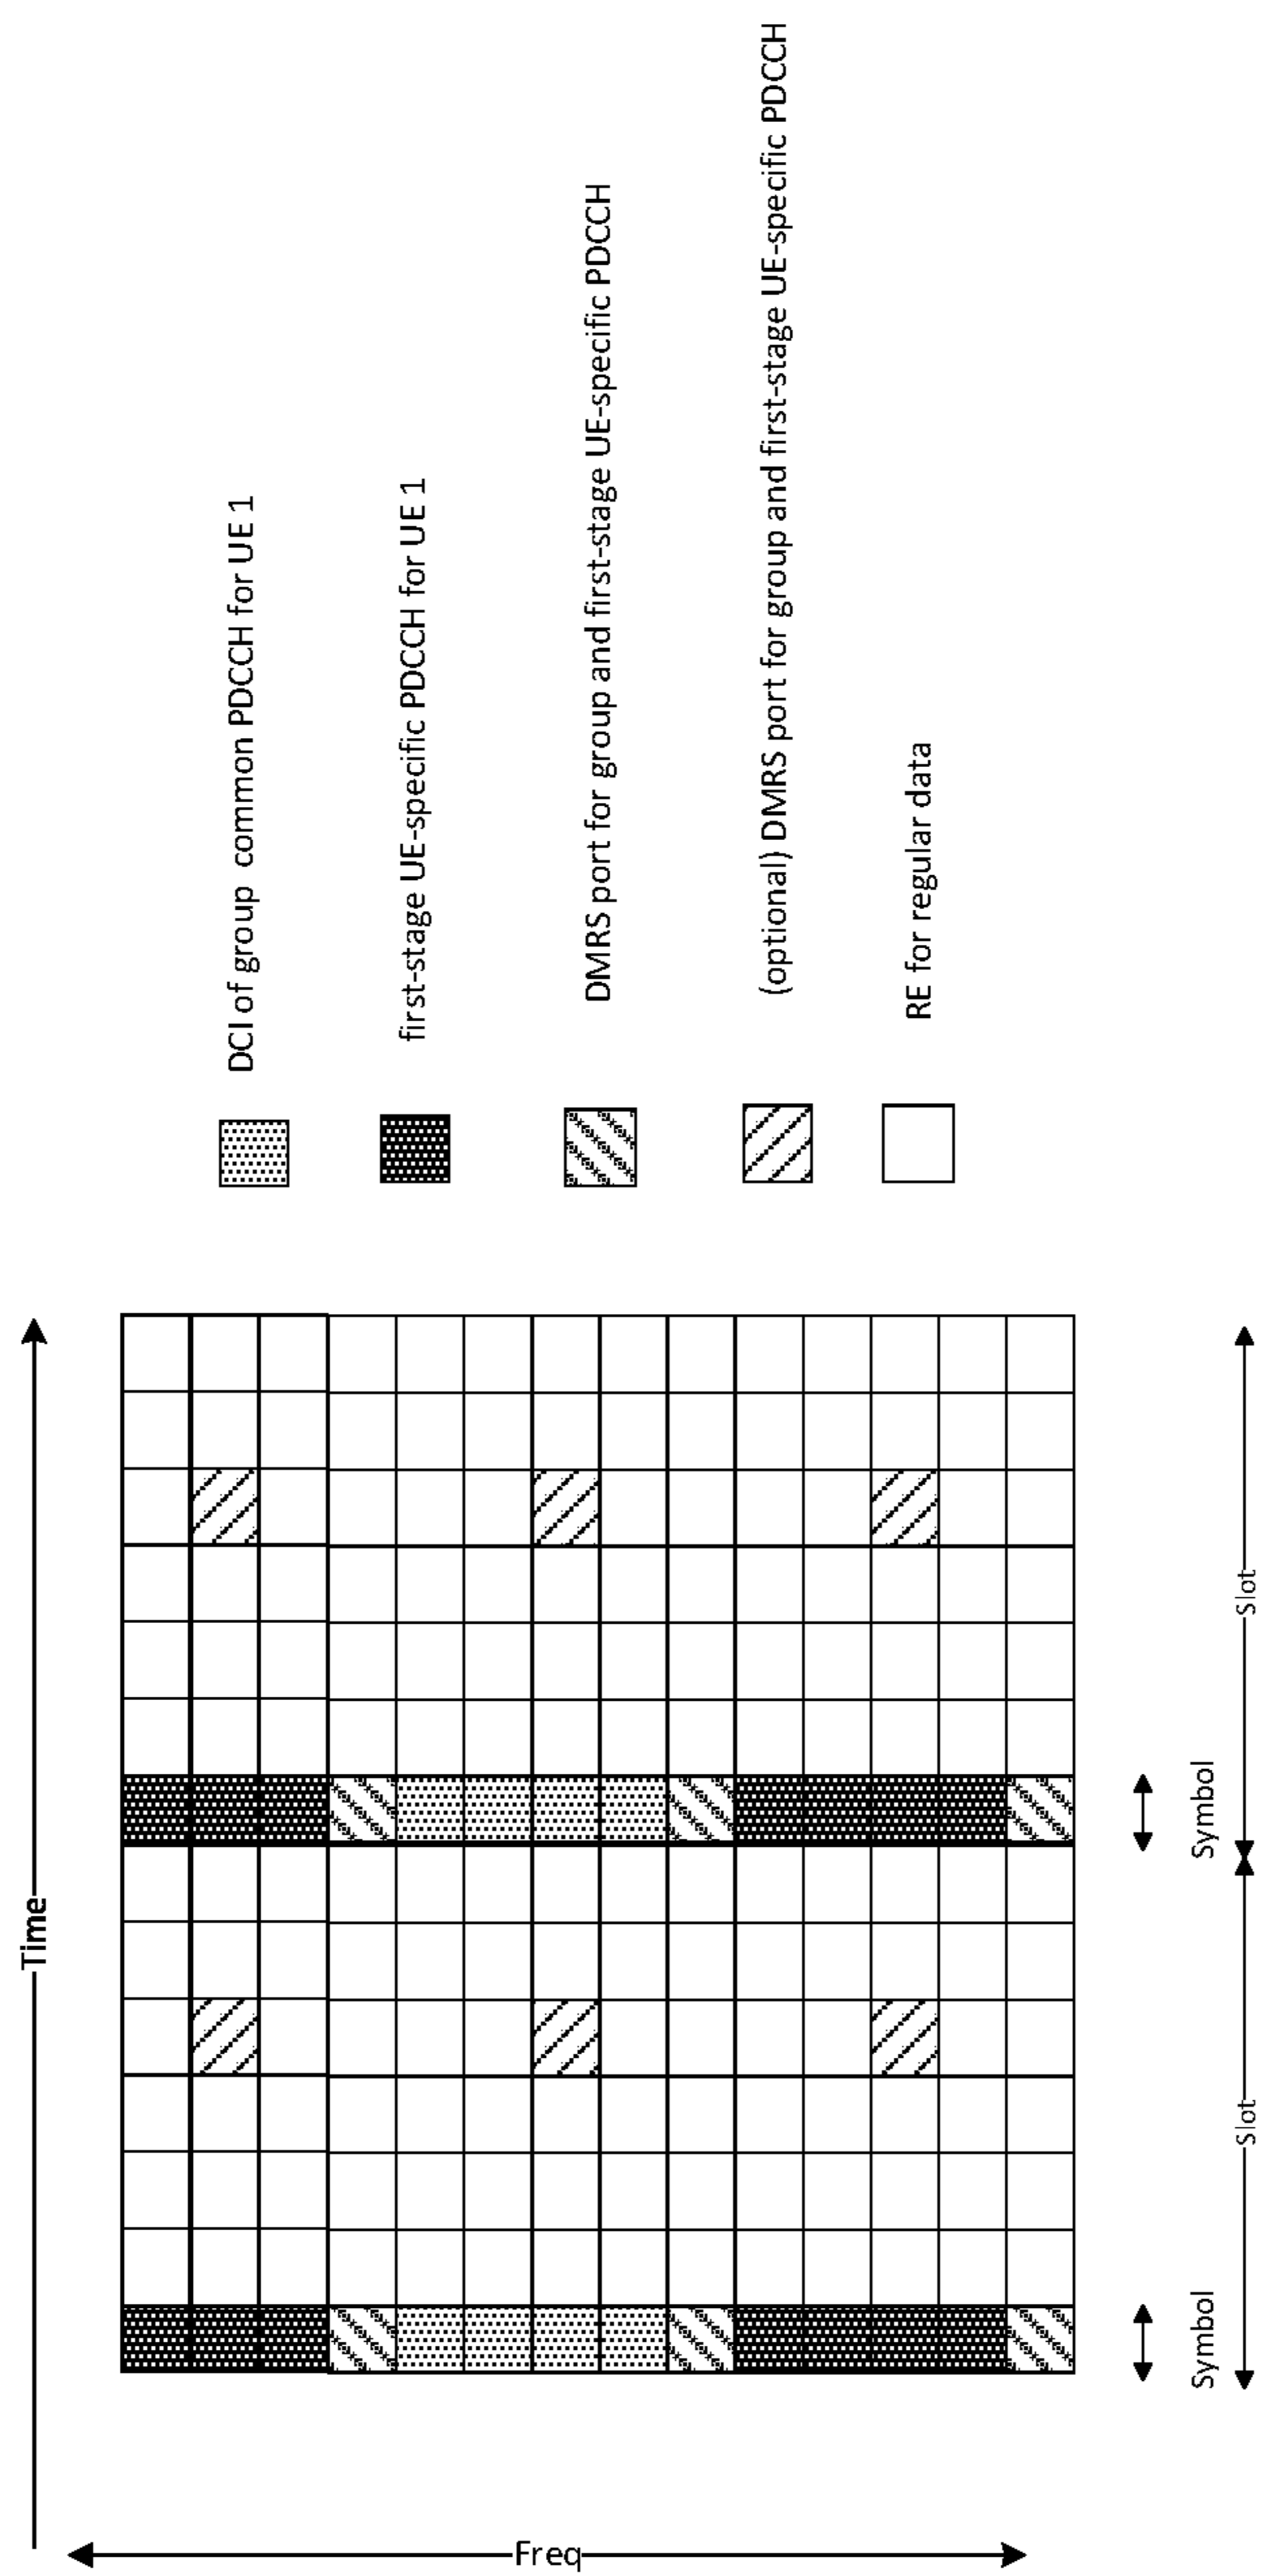 Time
Freq
Symbol
Symbol
Slot
Slot
DCI of group common PDCCH for UE 1
first-stage UE-specific PDCCH for UE 1
DMRS port for group and first-stage UE-specific PDCCH
(optional) DMRS port for group and first-stage UE-specific PDCCH
RE for regular data